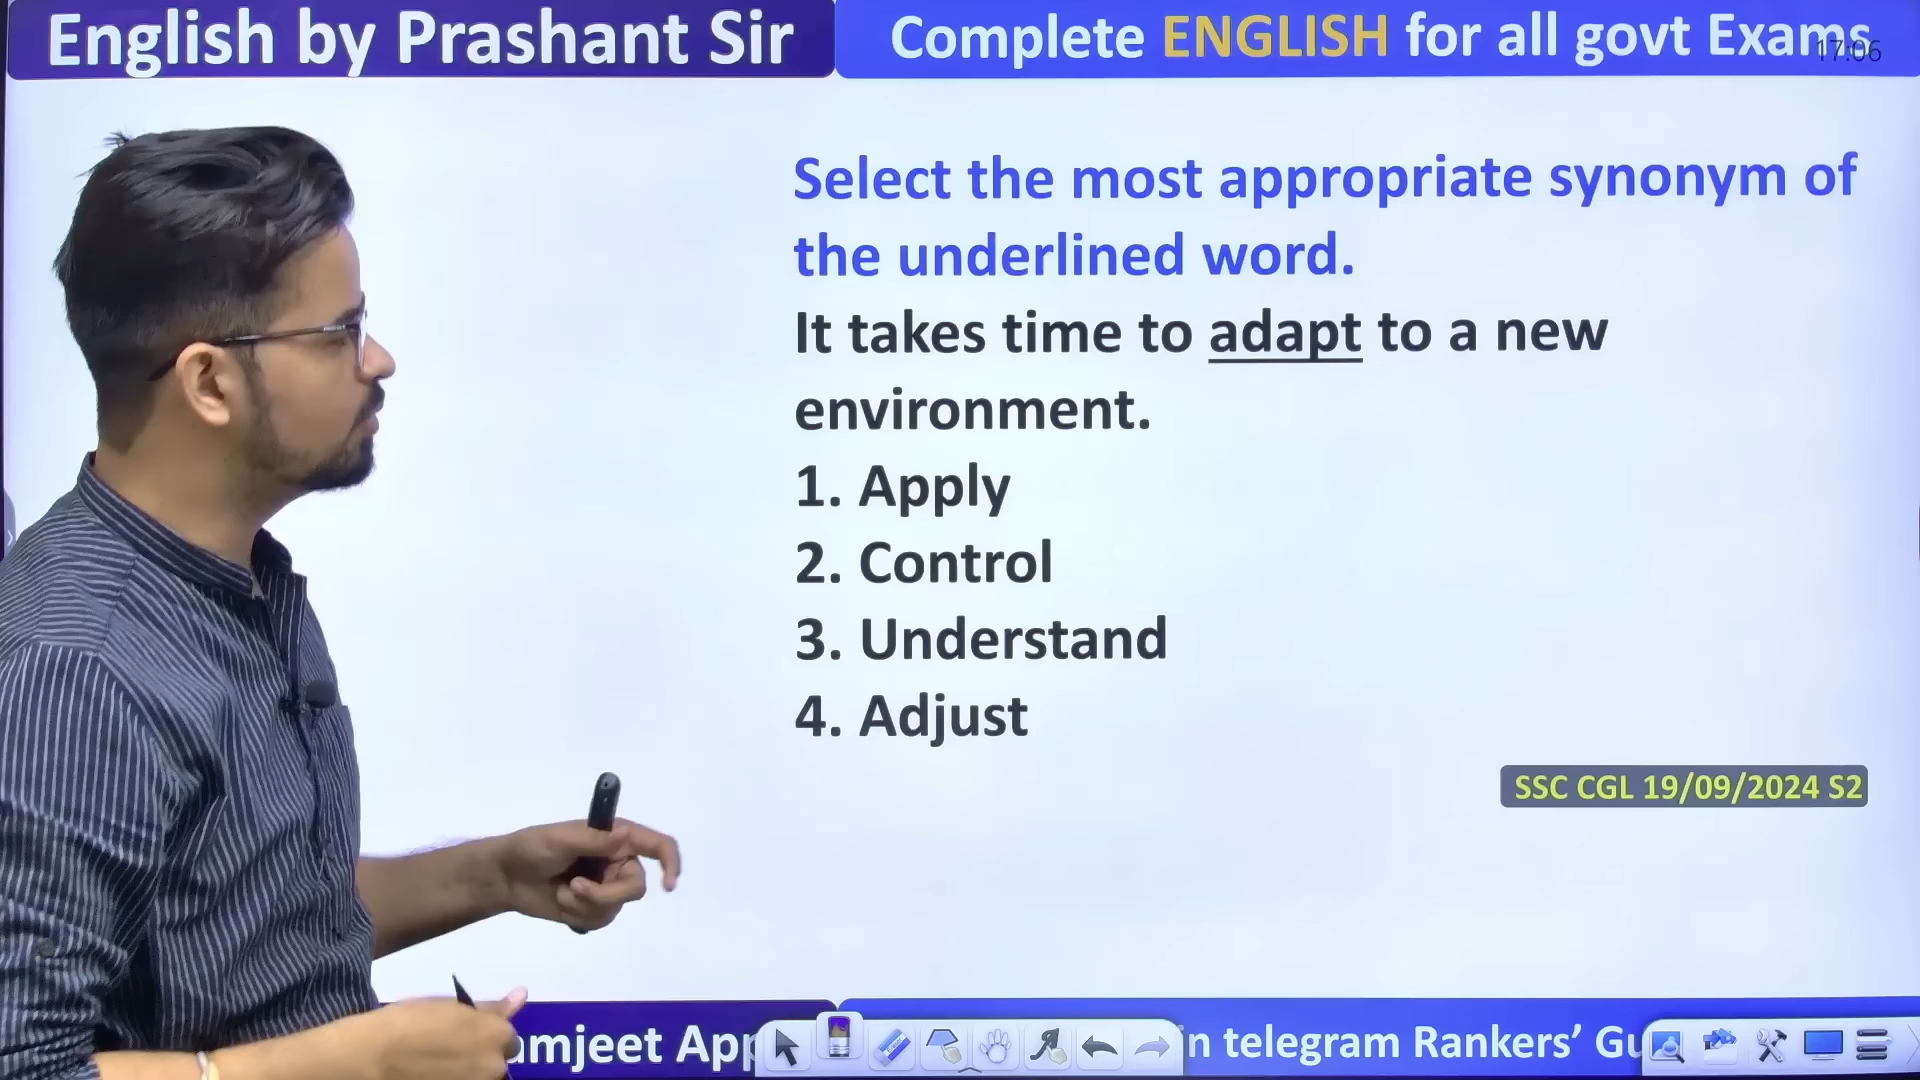 English by Prashant Sir
Complete ENGLISH for all govt Exams
17:06
Select the most appropriate synonym of
the underlined word.
It takes time to adapt to a new
environment.
1. Apply
2. Control
3. Understand
4. Adjust
SSC CGL 19/09/2024 S2
telegram Rankers’